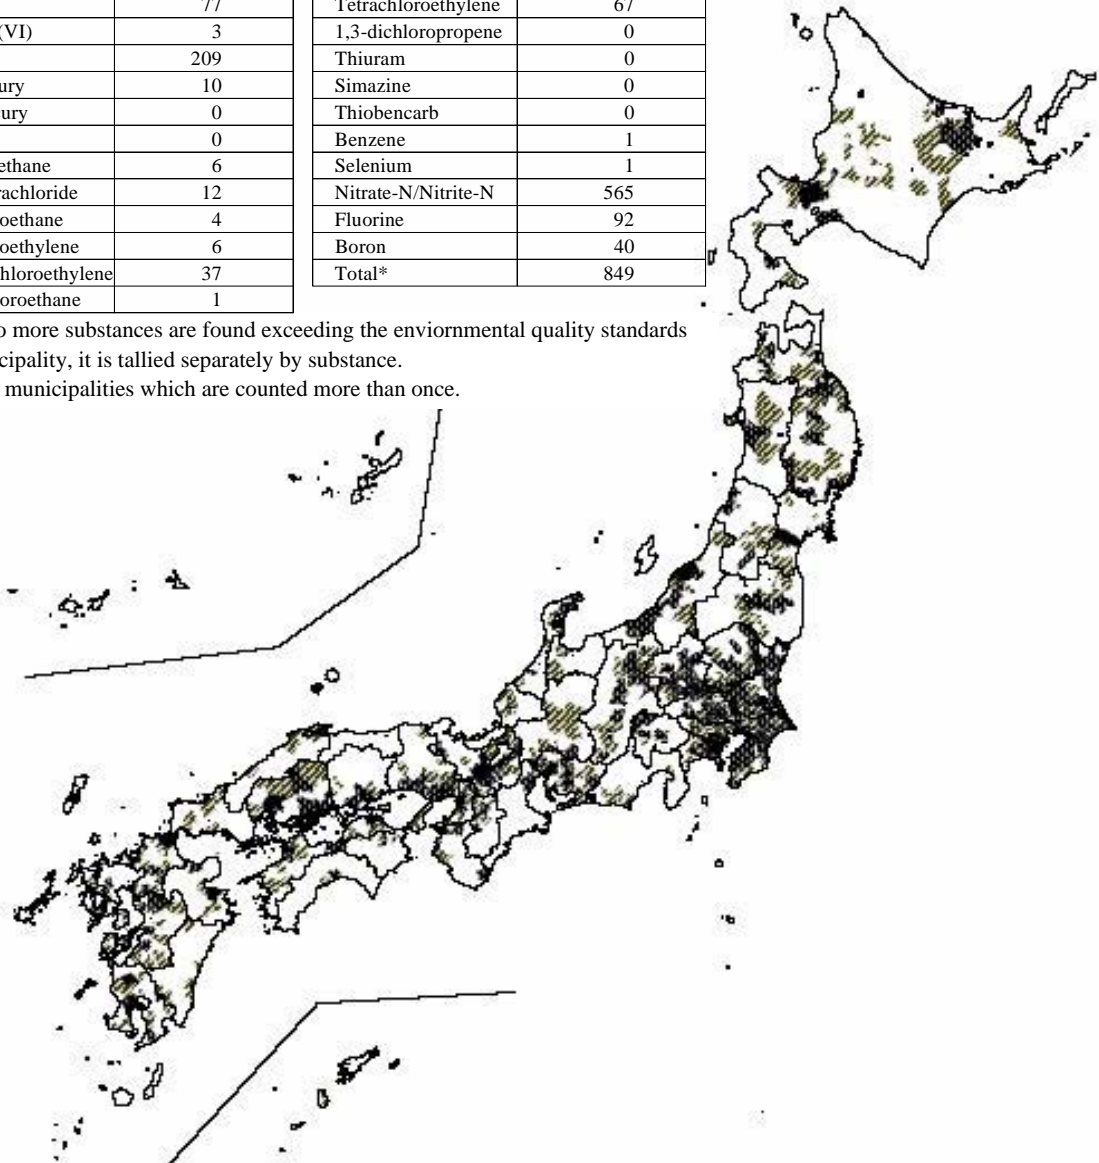 77
(VI) 3
209
ury 10
ury 0
0
ethane 6
rachloride 12
oethane 4
oethylene 6
hloroethylene 37
oroethane 1
Tetrachloroethylene 67
1,3-dichloropropene 0
Thiuram 0
Simazine 0
Thiobencarb 0
Benzene 1
Selenium 1
Nitrate-N/Nitrite-N 565
Fluorine 92
Boron 40
Total* 849
o more substances are found exceeding the enviornmental quality standards
cipality, it is tallied separately by substance.
municipalities which are counted more than once.